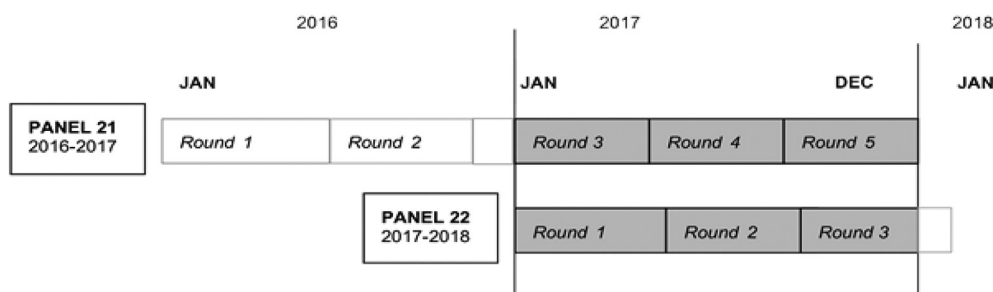 2016 2017 2018
JAN JAN DEC JAN
PANEL 21
2016-2017
Round 1 Round 2 Round 3 Round 4 Round 5
PANEL 22
2017-2018
Round 1 Round 2 Round 3